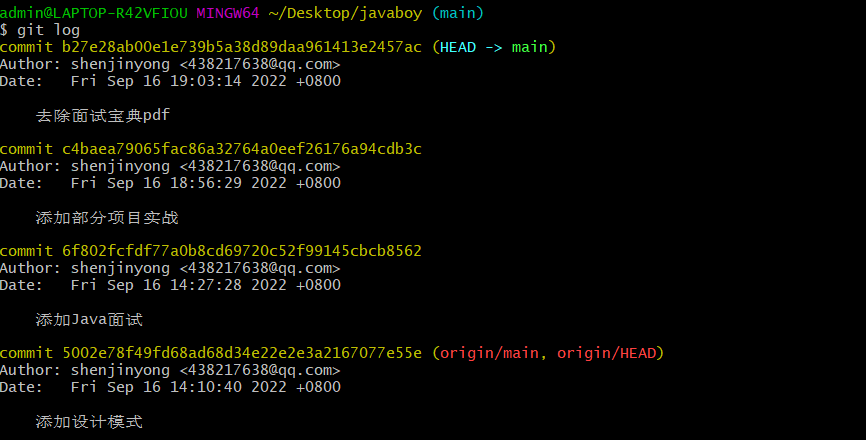 admin@LAPTOP-R42VFIOU MINGW64 ~/Desktop/javaboy (main)
$ git log
commit b27e28ab00e1e739b5a38d89daa961413e2457ac (HEAD -> main)
Author: shenjinyong <438217638@qq.com>
Date:   Fri Sep 16 19:03:14 2022 +0800
去除面试宝典pdf
commit c4baea79065fac86a32764a0eef26176a94cdb3c
Author: shenjinyong <438217638@qq.com>
Date:   Fri Sep 16 18:56:29 2022 +0800
添加部分项目实战
commit 6f802fcfdf77a0b8cd69720c52f99145cbcb8562
Author: shenjinyong <438217638@qq.com>
Date:   Fri Sep 16 14:27:28 2022 +0800
添加Java面试
commit 5002e78f49fd68ad68d34e22e2e3a2167077e55e (origin/main, origin/HEAD)
Author: shenjinyong <438217638@qq.com>
Date:   Fri Sep 16 14:10:40 2022 +0800
添加设计模式